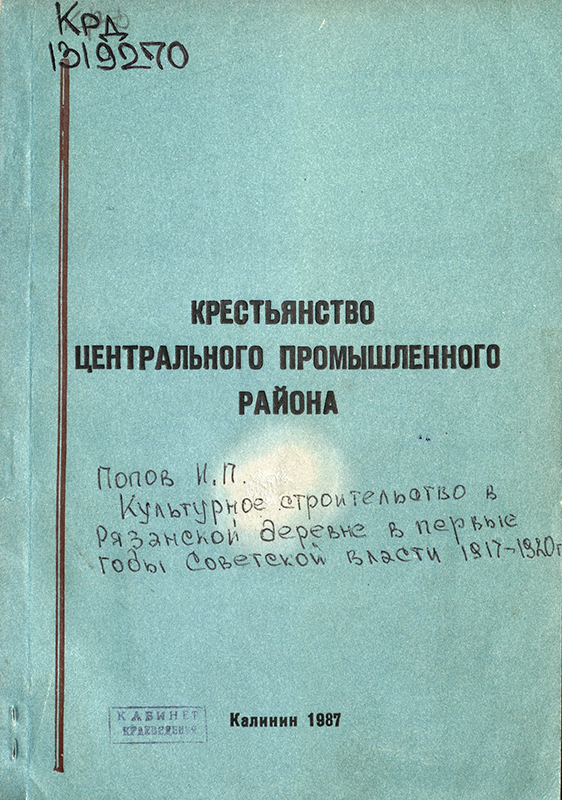 Крд
1319270
КРЕСТЬЯНСТВО
ЦЕНТРАЛЬНОГО ПРОМЫШЛЕННОГО
РАЙОНА
Попов И.П.
Культурное строительство в
Рязанской деревне в первые
годы Советской власти 1917-1920г
КАБИНЕТ
КРАЕВЕДЕНИЯ
Калинин 1987